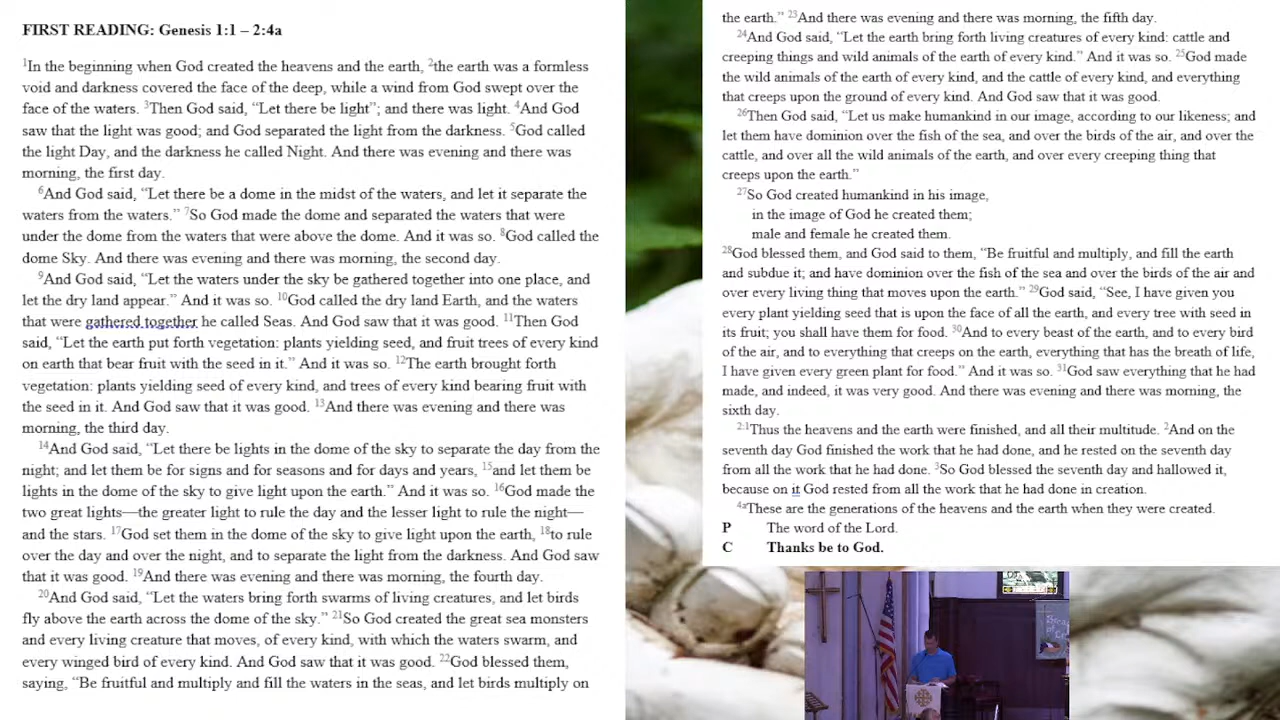 FIRST READING: Genesis 1:1 – 2:4a
1In the beginning when God created the heavens and the earth, 2the earth was a formless
void and darkness covered the face of the deep, while a wind from God swept over the
face of the waters. 3Then God said, “Let there be light”; and there was light. 4And God
saw that the light was good; and God separated the light from the darkness. 5God called
the light Day, and the darkness he called Night. And there was evening and there was
morning, the first day.
6And God said, “Let there be a dome in the midst of the waters, and let it separate the
waters from the waters.” 7So God made the dome and separated the waters that were
under the dome from the waters that were above the dome. And it was so. 8God called the
dome Sky. And there was evening and there was morning, the second day.
9And God said, “Let the waters under the sky be gathered together into one place, and
let the dry land appear.” And it was so. 10God called the dry land Earth, and the waters
that were gathered together he called Seas. And God saw that it was good. 11Then God
said, “Let the earth put forth vegetation: plants yielding seed, and fruit trees of every kind
on earth that bear fruit with the seed in it.” And it was so. 12The earth brought forth
vegetation: plants yielding seed of every kind, and trees of every kind bearing fruit with
the seed in it. And God saw that it was good. 13And there was evening and there was
morning, the third day.
14And God said, “Let there be lights in the dome of the sky to separate the day from the
night; and let them be for signs and for seasons and for days and years, 15and let them be
lights in the dome of the sky to give light upon the earth.” And it was so. 16God made the
two great lights—the greater light to rule the day and the lesser light to rule the night—
and the stars. 17God set them in the dome of the sky to give light upon the earth, 18to rule
over the day and over the night, and to separate the light from the darkness. And God saw
that it was good. 19And there was evening and there was morning, the fourth day.
20And God said, “Let the waters bring forth swarms of living creatures, and let birds
fly above the earth across the dome of the sky.” 21So God created the great sea monsters
and every living creature that moves, of every kind, with which the waters swarm, and
every winged bird of every kind. And God saw that it was good. 22God blessed them,
saying, “Be fruitful and multiply and fill the waters in the seas, and let birds multiply on
the earth.” 23And there was evening and there was morning, the fifth day.
24And God said, “Let the earth bring forth living creatures of every kind: cattle and
creeping things and wild animals of the earth of every kind.” And it was so. 25God made
the wild animals of the earth of every kind, and the cattle of every kind, and everything
that creeps upon the ground of every kind. And God saw that it was good.
26Then God said, “Let us make humankind in our image, according to our likeness; and
let them have dominion over the fish of the sea, and over the birds of the air, and over the
cattle, and over all the wild animals of the earth, and over every creeping thing that
creeps upon the earth.”
27So God created humankind in his image,
in the image of God he created them;
male and female he created them.
28God blessed them, and God said to them, “Be fruitful and multiply, and fill the earth
and subdue it; and have dominion over the fish of the sea and over the birds of the air and
over every living thing that moves upon the earth.” 29God said, “See, I have given you
every plant yielding seed that is upon the face of all the earth, and every tree with seed in
its fruit; you shall have them for food. 30And to every beast of the earth, and to every bird
of the air, and to everything that creeps on the earth, everything that has the breath of life,
I have given every green plant for food.” And it was so. 31God saw everything that he had
made, and indeed, it was very good. And there was evening and there was morning, the
sixth day.
2:1Thus the heavens and the earth were finished, and all their multitude. 2And on the
seventh day God finished the work that he had done, and he rested on the seventh day
from all the work that he had done. 3So God blessed the seventh day and hallowed it,
because on it God rested from all the work that he had done in creation.
4aThese are the generations of the heavens and the earth when they were created.
P The word of the Lord.
C Thanks be to God.